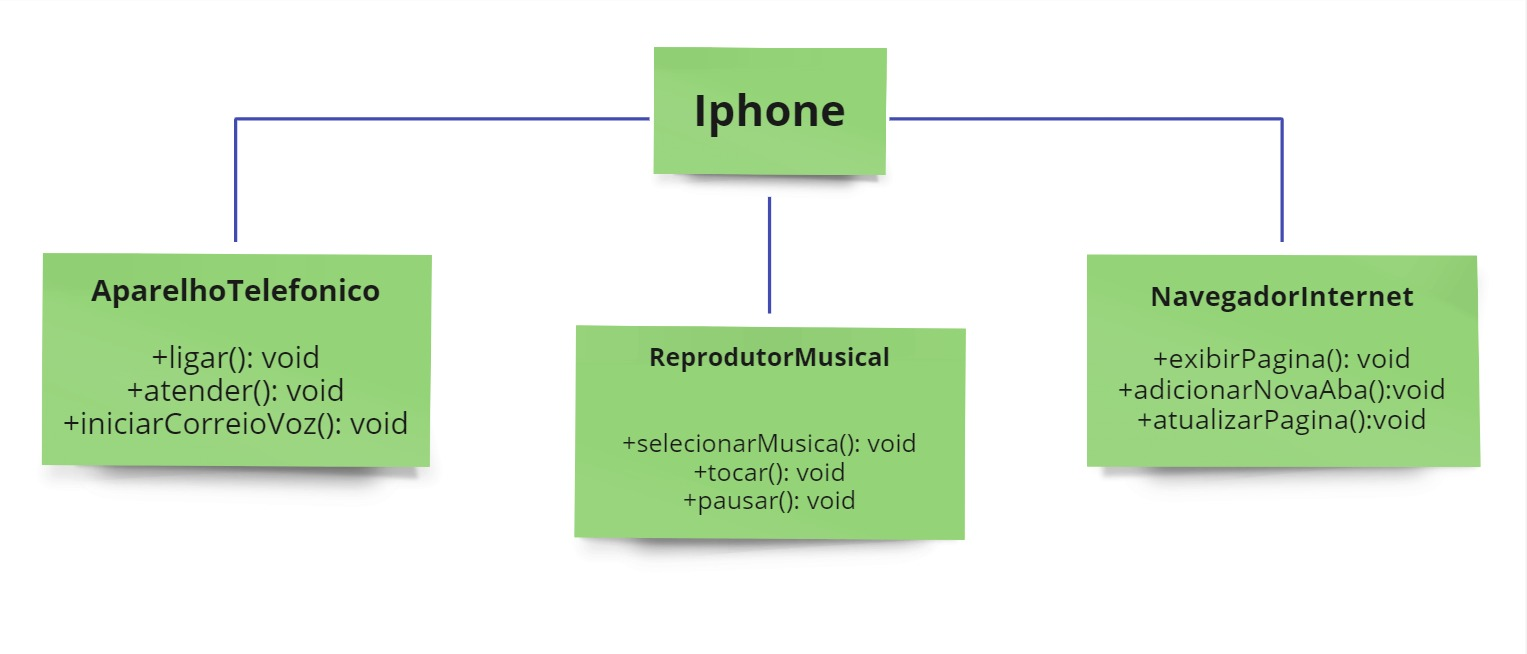 Iphone
AparelhoTelefonico
+ligar(): void
+atender(): void
+iniciarCorreioVoz(): void
ReprodutorMusical
+selecionarMusica(): void
+tocar(): void
+pausar(): void
NavegadorInternet
+exibirPagina(): void
+adicionarNovaAba():void
+atualizarPagina():void